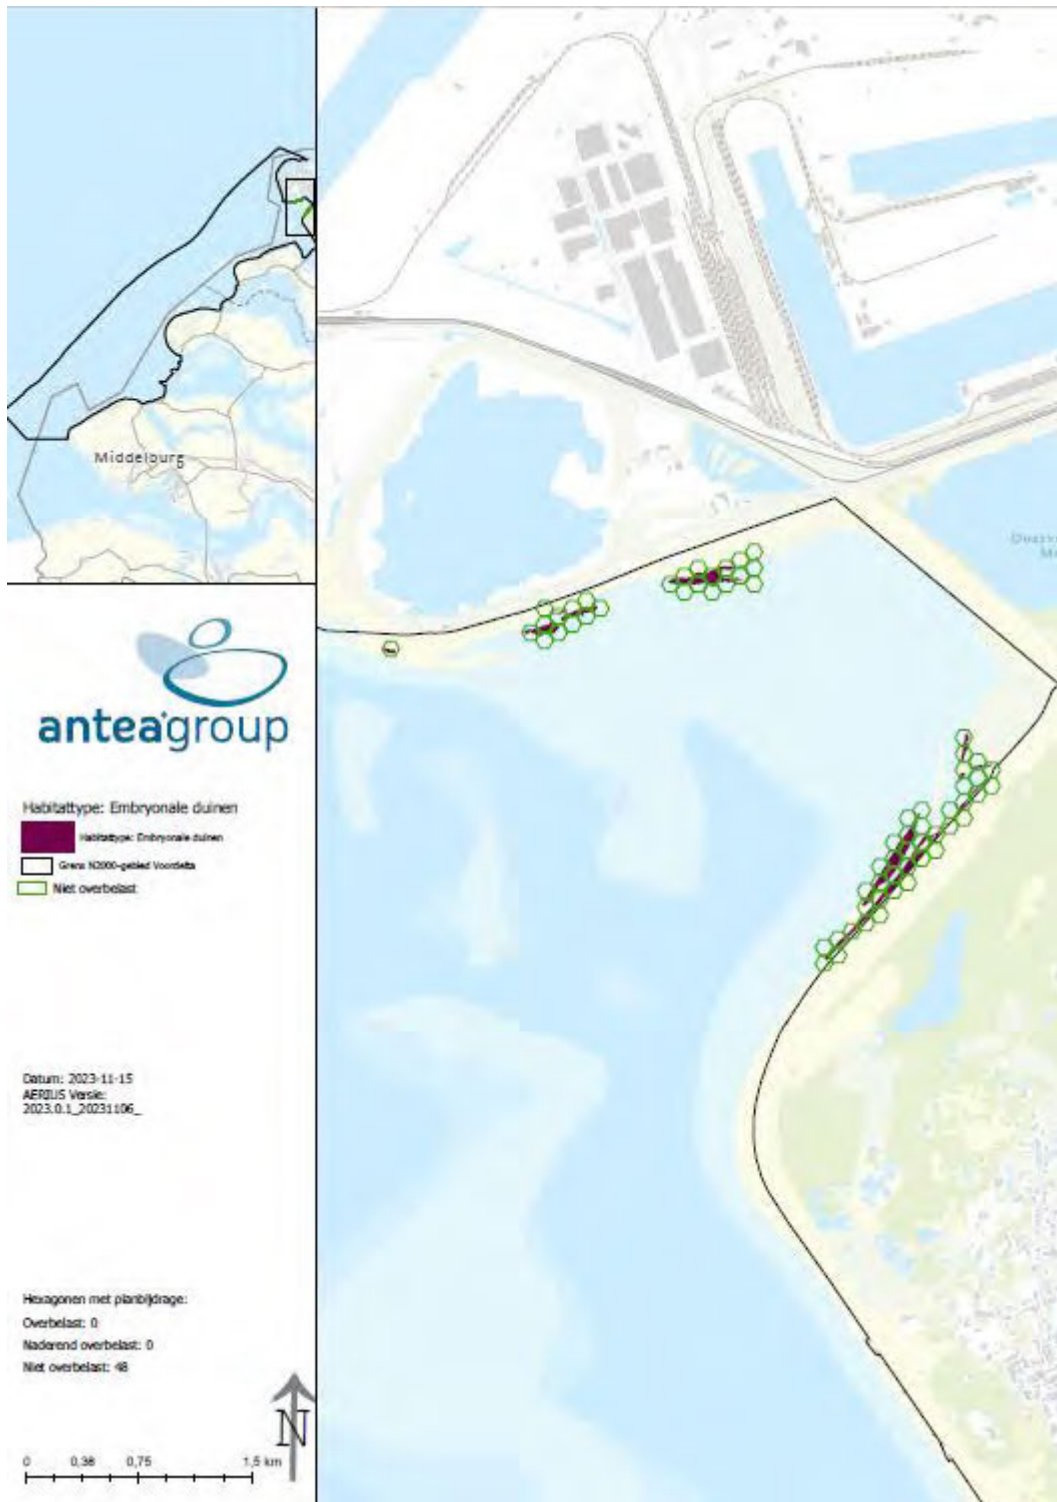 Middelburg
Oostv
M
anteagroup
Habitattype: Embryonale duinen
Habitattype: Embryonale duinen
Grens N2000-gebied Voordelta
Niet overbelast
Datum: 2023-11-15
AERIUS Versie:
2023.0.1_20231106_
Hexagonen met planbijdrage:
Overbelast: 0
Naderend overbelast: 0
Niet overbelast: 48
N
0 0,38 0,75 1,5 km